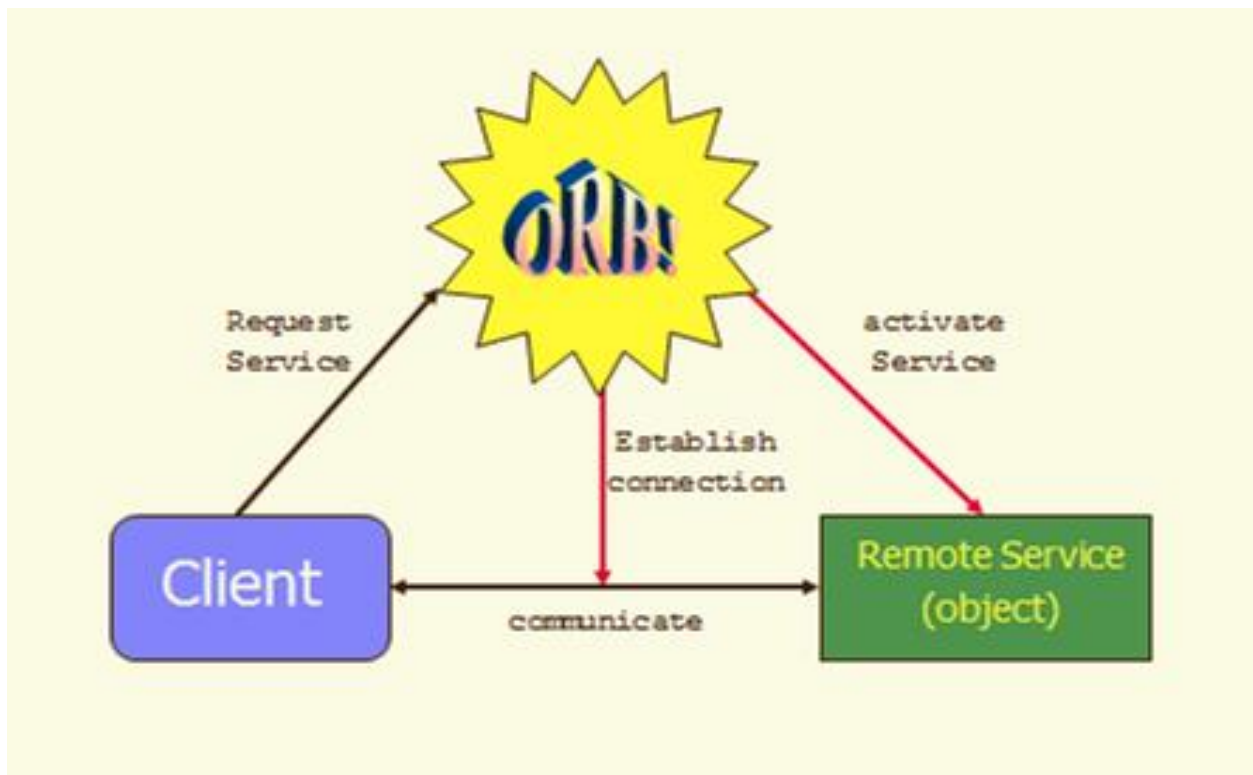 ORB!
Request
Service
activate
Service
Establish
connection
Client
communicate
Remote Service
(object)